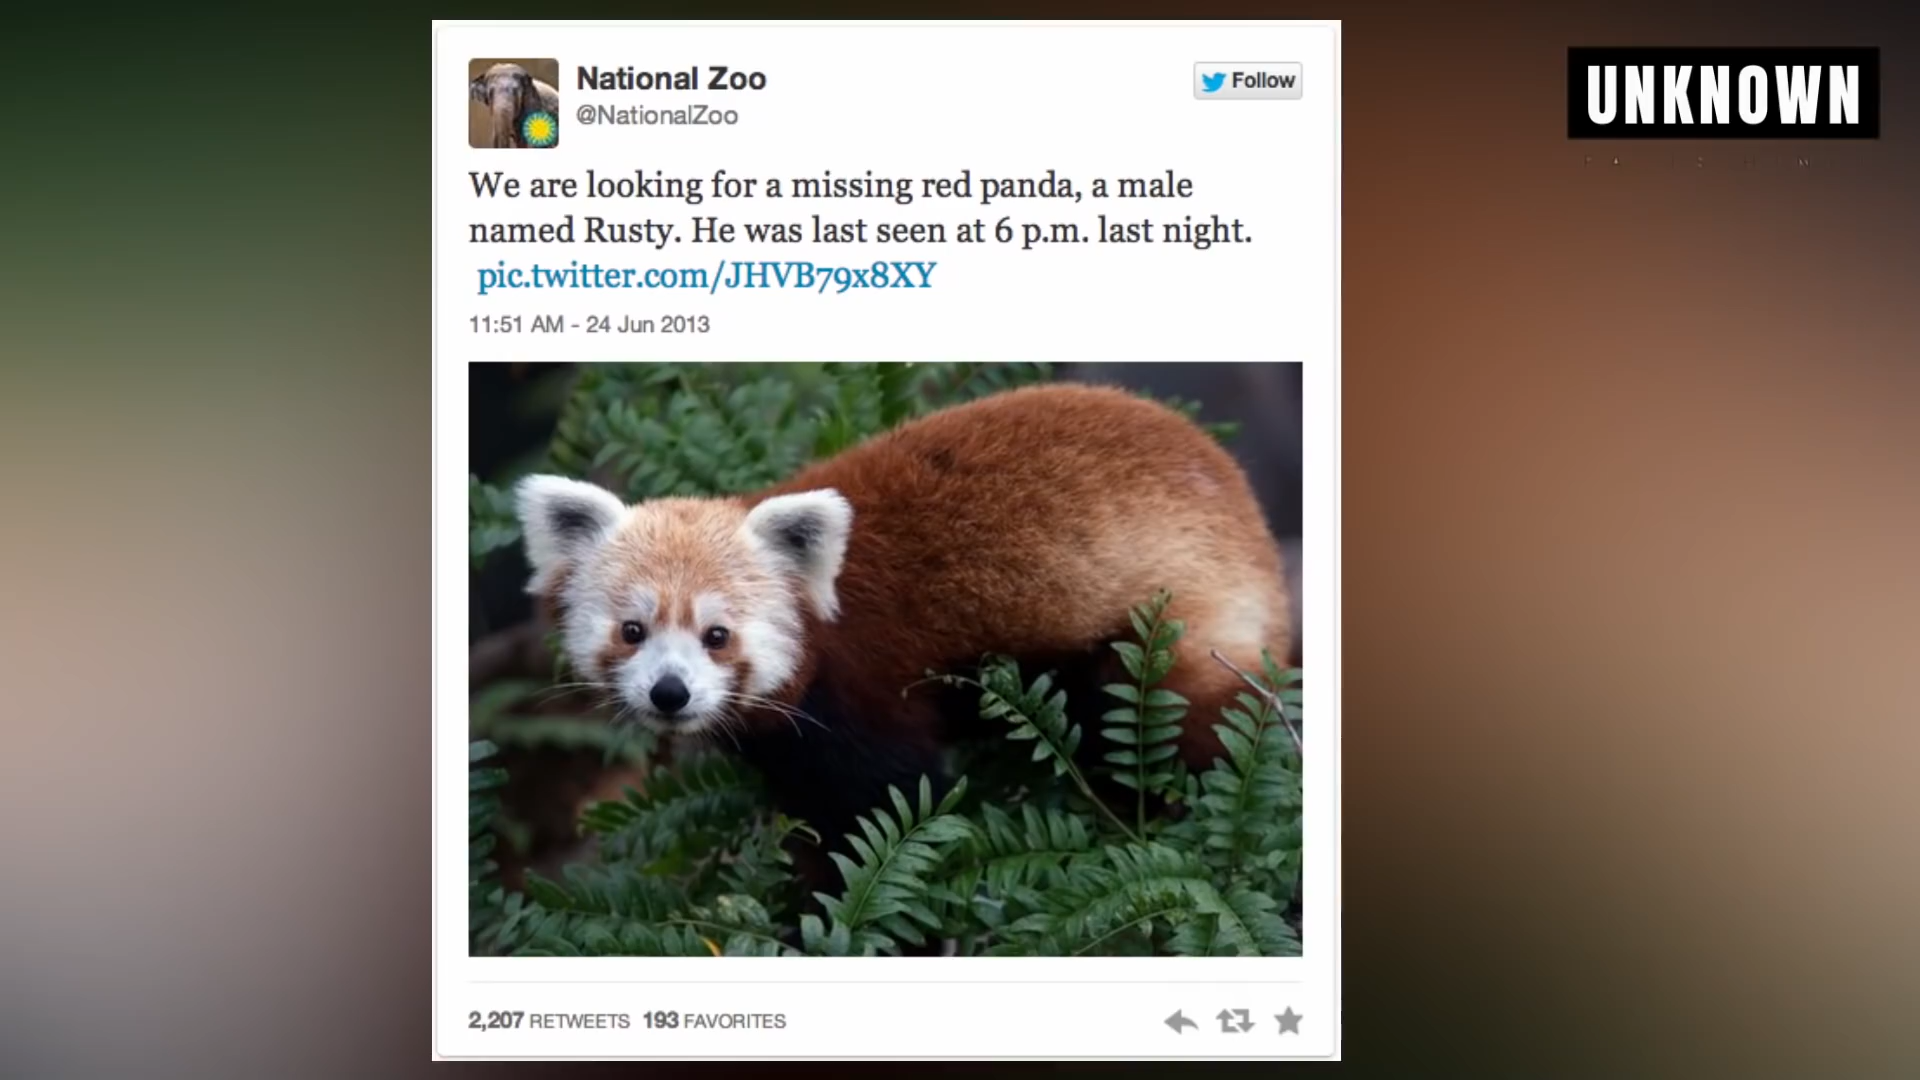 UNKNOWN
National Zoo
@NationalZoo
Follow
We are looking for a missing red panda, a male
named Rusty. He was last seen at 6 p.m. last night.
pic.twitter.com/JHVB79x8XY
11:51 AM - 24 Jun 2013
2,207 RETWEETS 193 FAVORITES